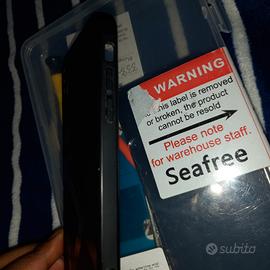 WARNING
If this label is removed
or broken, the product
cannot be resold
Please note
for warehouse staff.
Seafree
subito